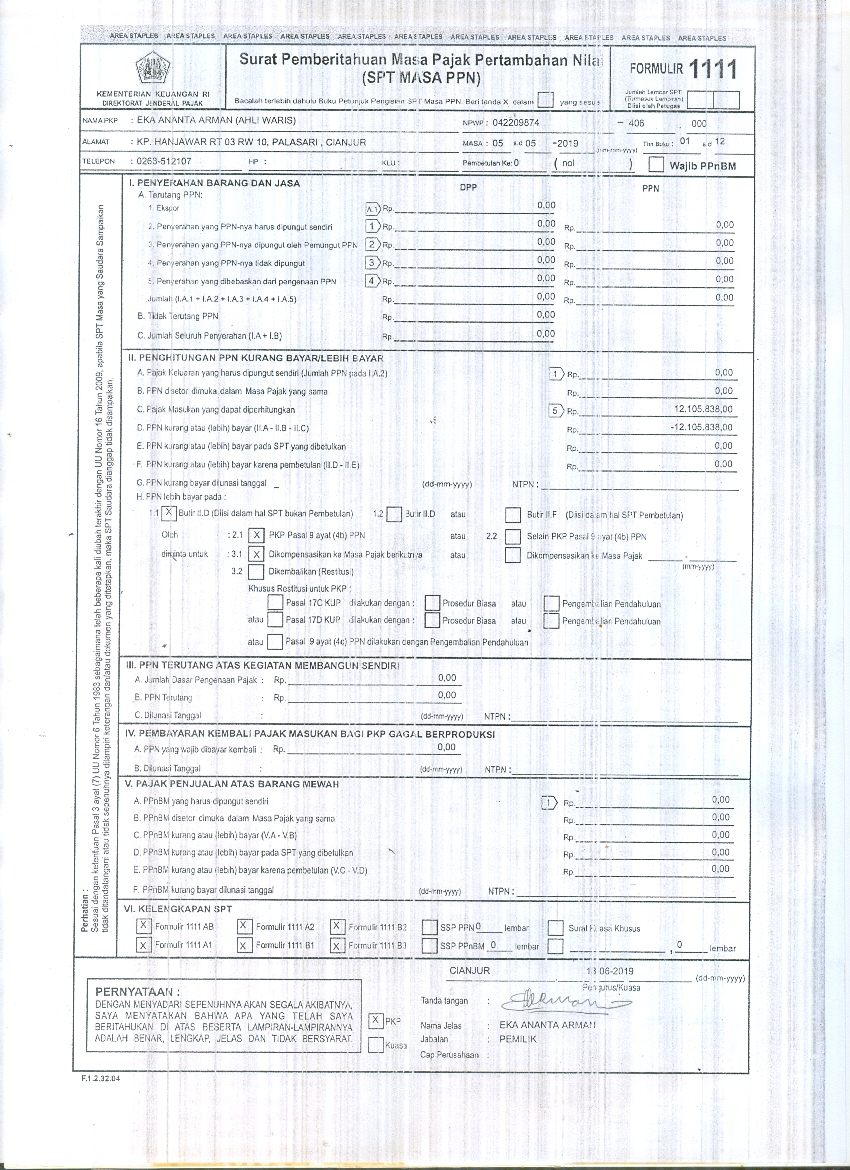 AREA STAPLES AREA STAPLES AREA STAPLES AREA STAPLES AREA STAPLES AREA STAPLES AREA STAPLES AREA STAPLES AREA STAPLES AREA STAPLES AREA STAPLES
KEMENTERIAN KEUANGAN RI
DIREKTORAT JENDERAL PAJAK
Surat Pemberitahuan Masa Pajak Pertambahan Nilai
(SPT MASA PPN)
Bacalah terlebih dahulu Buku Petunjuk Pengisian SPT Masa PPN. Beri tanda X dalam yang sesuai
FORMULIR 1111
Jumlah Lembar SPT
(Termasuk Lampiran)
Diisi oleh Petugas
NAMA PKP : EKA ANANTA ARMAN (AHLI WARIS) NPWP : 042209874 - 406 . 000
ALAMAT : KP. HANJAWAR RT 03 RW 10, PALASARI , CIANJUR MASA : 05 s.d 05 -2019 (mm-mm-yyyy) Thn Buku : 01 s.d 12
TELEPON : 0263-512107 HP : KLU : Pembetulan Ke: 0 ( nol ) Wajib PPnBM
I. PENYERAHAN BARANG DAN JASA DPP PPN
A. Terutang PPN:
1. Ekspor A.1 Rp. 0,00
2. Penyerahan yang PPN-nya harus dipungut sendiri 1 Rp. 0,00 Rp. 0,00
3. Penyerahan yang PPN-nya dipungut oleh Pemungut PPN 2 Rp. 0,00 Rp. 0,00
4. Penyerahan yang PPN-nya tidak dipungut 3 Rp. 0,00 Rp. 0,00
5. Penyerahan yang dibebaskan dari pengenaan PPN 4 Rp. 0,00 Rp. 0,00
Jumlah (I.A.1 + I.A.2 + I.A.3 + I.A.4 + I.A.5) Rp. 0,00 Rp. 0,00
B. Tidak Terutang PPN Rp. 0,00
C. Jumlah Seluruh Penyerahan (I.A + I.B) Rp. 0,00
II. PENGHITUNGAN PPN KURANG BAYAR/LEBIH BAYAR
A. Pajak Keluaran yang harus dipungut sendiri (Jumlah PPN pada I.A.2) 1 Rp. 0,00
B. PPN disetor dimuka dalam Masa Pajak yang sama Rp. 0,00
C. Pajak Masukan yang dapat diperhitungkan 5 Rp. 12.105.838,00
D. PPN kurang atau (lebih) bayar (II.A - II.B - II.C) Rp. -12.105.838,00
E. PPN kurang atau (lebih) bayar pada SPT yang dibetulkan Rp. 0,00
F. PPN kurang atau (lebih) bayar karena pembetulan (II.D - II.E) Rp. 0,00
G. PPN kurang bayar dilunasi tanggal (dd-mm-yyyy) NTPN :
H. PPN lebih bayar pada :
1.1 X Butir II.D (Diisi dalam hal SPT bukan Pembetulan) 1.2 Butir II.D atau Butir II.F (Diisi dalam hal SPT Pembetulan)
Oleh : 2.1 X PKP Pasal 9 ayat (4b) PPN atau 2.2 Selain PKP Pasal 9 ayat (4b) PPN
diminta untuk : 3.1 X Dikompensasikan ke Masa Pajak berikutnya atau Dikompensasikan ke Masa Pajak -
(mm-yyyy)
3.2 Dikembalikan (Restitusi)
Khusus Restitusi untuk PKP :
Pasal 17C KUP dilakukan dengan : Prosedur Biasa atau Pengembalian Pendahuluan
atau Pasal 17D KUP dilakukan dengan : Prosedur Biasa atau Pengembalian Pendahuluan
atau Pasal 9 ayat (4c) PPN dilakukan dengan Pengembalian Pendahuluan
III. PPN TERUTANG ATAS KEGIATAN MEMBANGUN SENDIRI
A. Jumlah Dasar Pengenaan Pajak : Rp. 0,00
B. PPN Terutang : Rp. 0,00
C. Dilunasi Tanggal : (dd-mm-yyyy) NTPN :
IV. PEMBAYARAN KEMBALI PAJAK MASUKAN BAGI PKP GAGAL BERPRODUKSI
A. PPN yang wajib dibayar kembali : Rp. 0,00
B. Dilunasi Tanggal : (dd-mm-yyyy) NTPN :
V. PAJAK PENJUALAN ATAS BARANG MEWAH
A. PPnBM yang harus dipungut sendiri 1 Rp. 0,00
B. PPnBM disetor dimuka dalam Masa Pajak yang sama Rp. 0,00
C. PPnBM kurang atau (lebih) bayar (V.A - V.B) Rp. 0,00
D. PPnBM kurang atau (lebih) bayar pada SPT yang dibetulkan Rp. 0,00
E. PPnBM kurang atau (lebih) bayar karena pembetulan (V.C - V.D) Rp. 0,00
F. PPnBM kurang bayar dilunasi tanggal (dd-mm-yyyy) NTPN :
VI. KELENGKAPAN SPT
X Formulir 1111 AB X Formulir 1111 A2 X Formulir 1111 B2 SSP PPN 0 lembar Surat Kuasa Khusus
X Formulir 1111 A1 X Formulir 1111 B1 X Formulir 1111 B3 SSP PPnBM 0 lembar , 0 lembar
Perhatian :
Sesuai dengan ketentuan Pasal 3 ayat (7) UU Nomor 6 Tahun 1983 sebagaimana telah beberapa kali diubah terakhir dengan UU Nomor 16 Tahun 2009, apabila SPT Masa yang Saudara Sampaikan
tidak ditandatangani atau tidak sepenuhnya dilampiri keterangan dan/atau dokumen yang ditetapkan, maka SPT Saudara dianggap tidak disampaikan.
PERNYATAAN :
DENGAN MENYADARI SEPENUHNYA AKAN SEGALA AKIBATNYA,
SAYA MENYATAKAN BAHWA APA YANG TELAH SAYA
BERITAHUKAN DI ATAS BESERTA LAMPIRAN-LAMPIRANNYA
ADALAH BENAR, LENGKAP, JELAS DAN TIDAK BERSYARAT.
X PKP
Kuasa
CIANJUR 18 06-2019 (dd-mm-yyyy)
Pengurus/Kuasa
Tanda tangan :
Nama Jelas : EKA ANANTA ARMAN
Jabatan : PEMILIK
Cap Perusahaan :
F.1.2.32.04